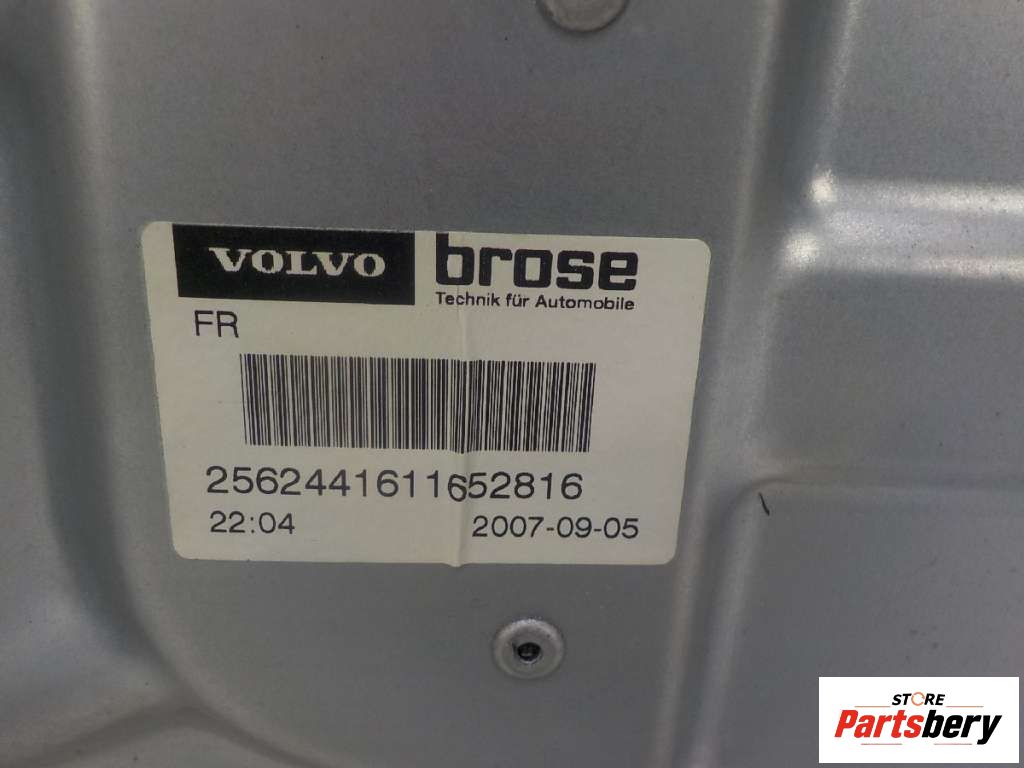 VOLVO brose
Technik für Automobile
FR
2562441611652816
22:04 2007-09-05
STORE
Partsbery